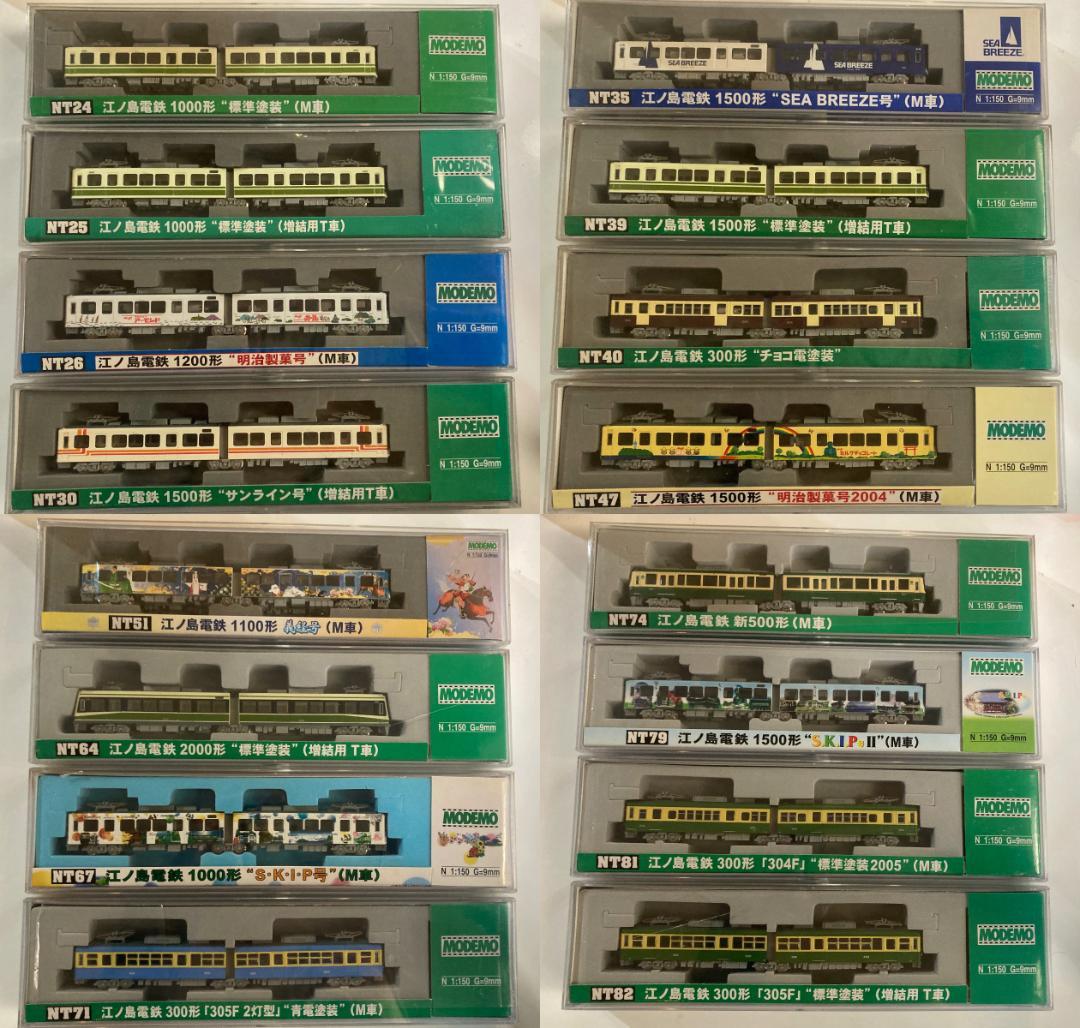 MODEMO
N 1:150 G=9mm
NT24 江ノ島電鉄 1000形 “標準塗装” (M車)
MODEMO
N 1:150 G=9mm
NT25 江ノ島電鉄 1000形 “標準塗装” (増結用T車)
MODEMO
N 1:150 G=9mm
NT26 江ノ島電鉄 1200形 “明治製菓号” (M車)
MODEMO
N 1:150 G=9mm
NT30 江ノ島電鉄 1500形 “サンライン号” (増結用T車)
SEA BREEZE
SEA BREEZE
SEA
BREEZE
MODEMO
N 1:150 G=9mm
NT35 江ノ島電鉄 1500形 “SEA BREEZE号” (M車)
MODEMO
N 1:150 G=9mm
NT39 江ノ島電鉄 1500形 “標準塗装” (増結用T車)
MODEMO
N 1:150 G=9mm
NT40 江ノ島電鉄 300形 “チョコ電塗装”
ミルクチョコレート
MODEMO
N 1:150 G=9mm
NT47 江ノ島電鉄 1500形 “明治製菓号2004” (M車)
MODEMO
N 1:150 G=9mm
NT51 江ノ島電鉄 1100形 義経号 (M車)
MODEMO
N 1:150 G=9mm
NT64 江ノ島電鉄 2000形 “標準塗装” (増結用 T車)
MODEMO
N 1:150 G=9mm
NT67 江ノ島電鉄 1000形 “S・K・I・P号” (M車)
MODEMO
N 1:150 G=9mm
NT71 江ノ島電鉄 300形 「305F 2灯型」 “青電塗装” (M車)
MODEMO
N 1:150 G=9mm
NT74 江ノ島電鉄 新500形 (M車)
MODEMO
N 1:150 G=9mm
NT79 江ノ島電鉄 1500形 “S.K.I.P号 II” (M車)
MODEMO
N 1:150 G=9mm
NT81 江ノ島電鉄 300形 「304F」 “標準塗装2005” (M車)
MODEMO
N 1:150 G=9mm
NT82 江ノ島電鉄 300形 「305F」 “標準塗装” (増結用 T車)